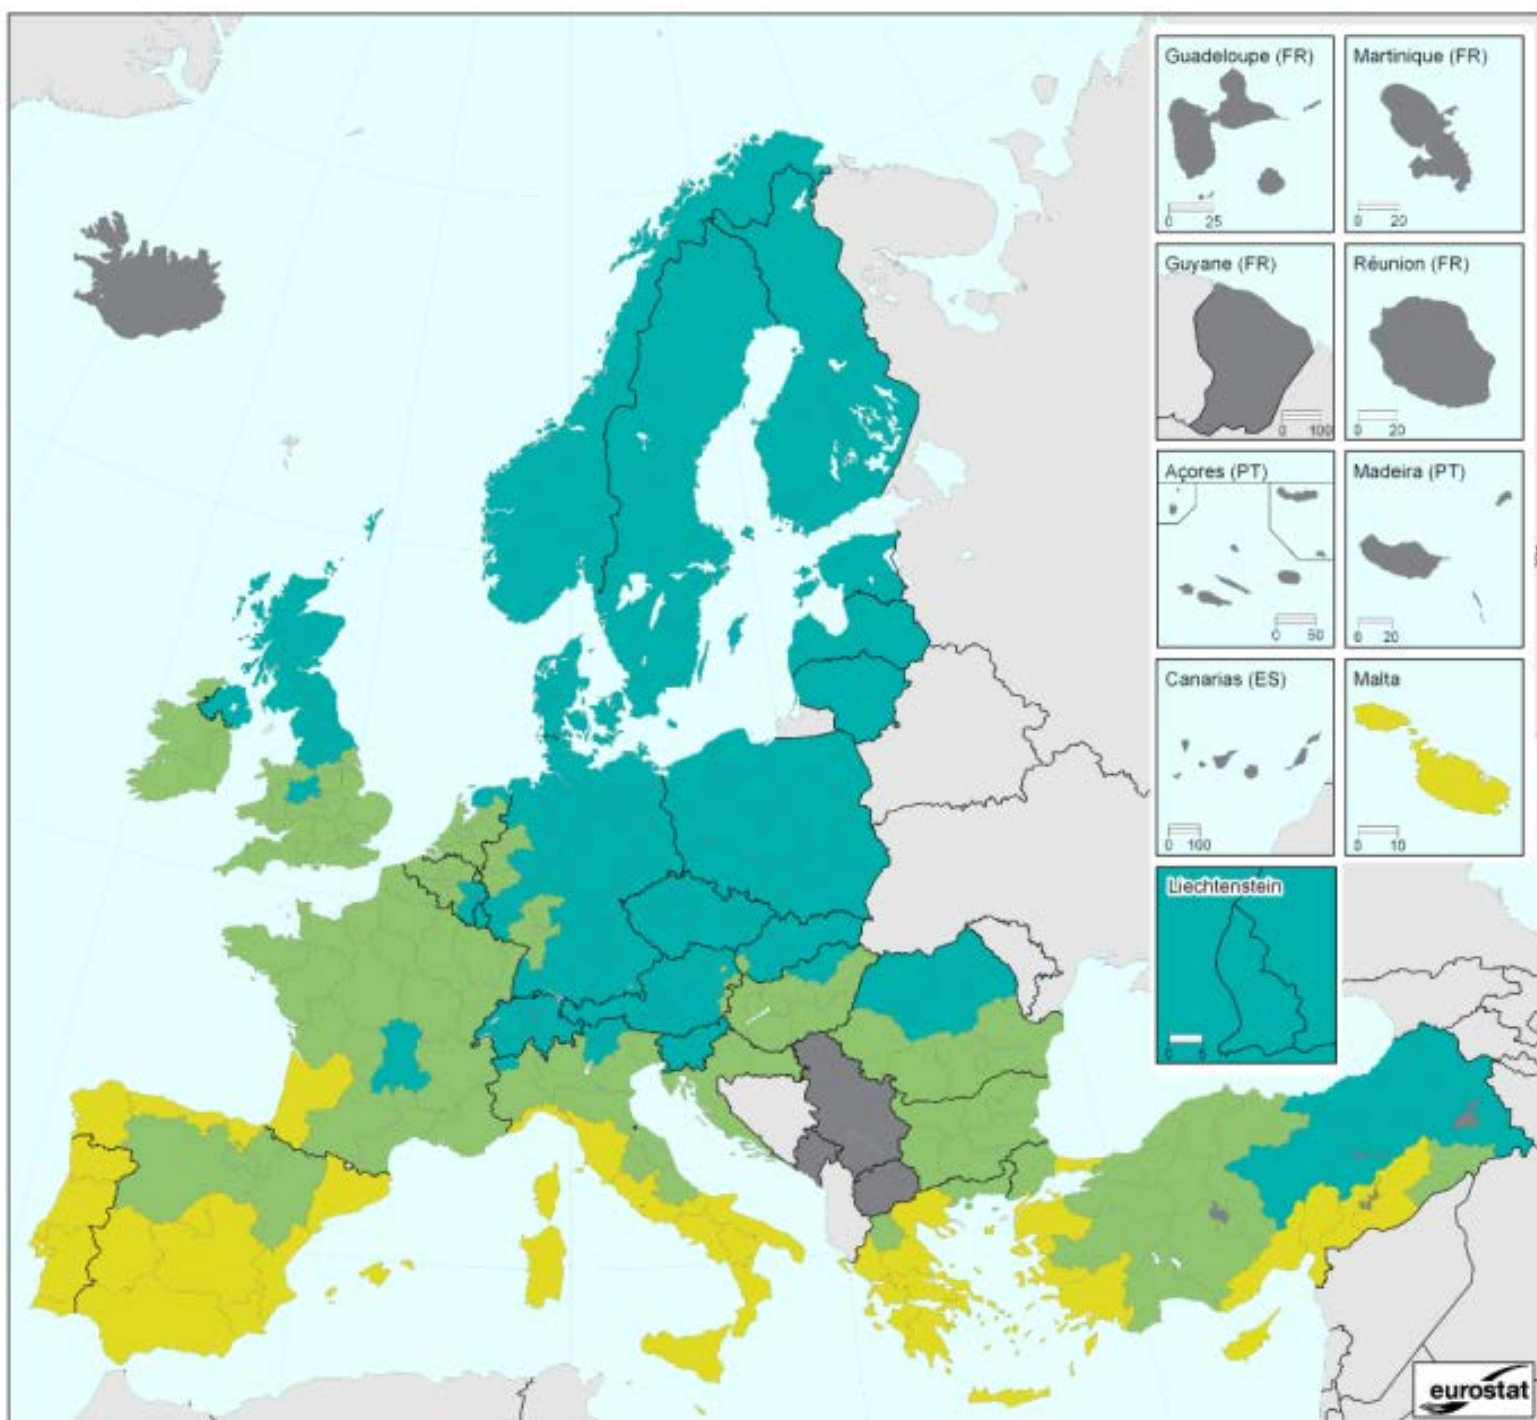 Guadeloupe (FR)
0 25
Martinique (FR)
0 20
Guyane (FR)
0 100
Réunion (FR)
0 20
Açores (PT)
0 50
Madeira (PT)
0 20
Canarias (ES)
0 100
Malta
0 10
Liechtenstein
0 5
eurostat